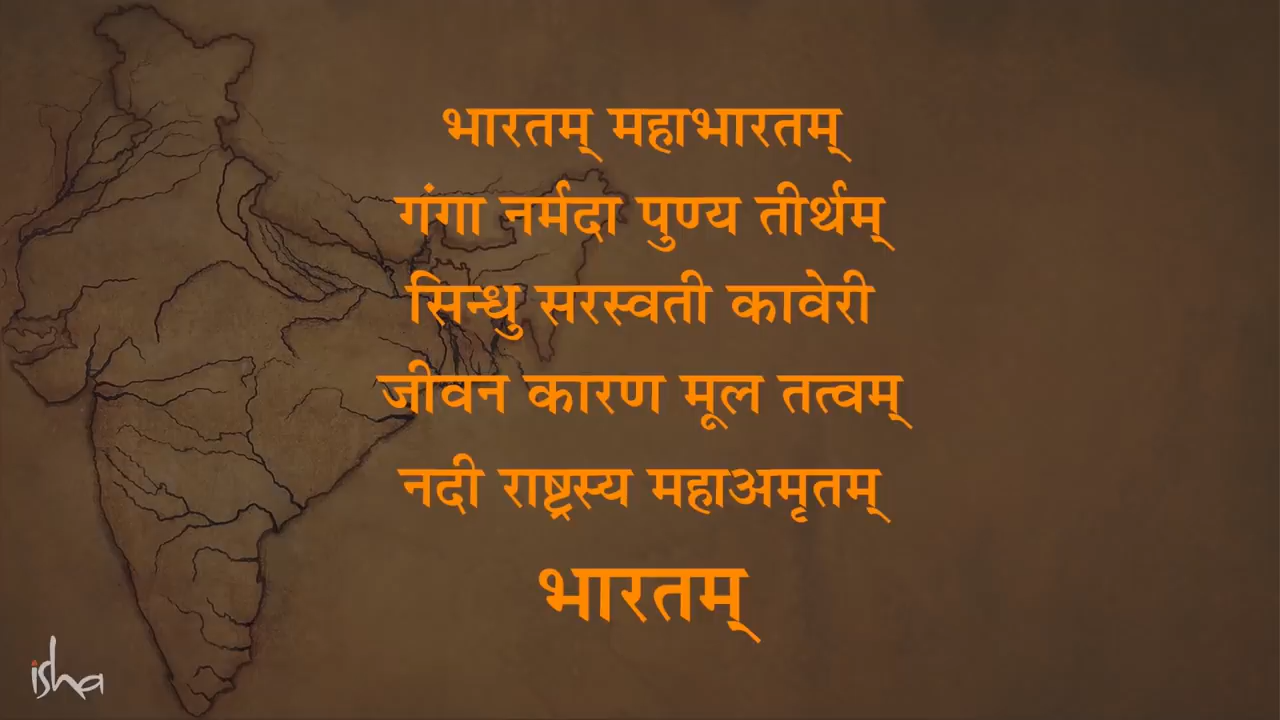 भारतम् महाभारतम्
गंगा नर्मदा पुण्य तीर्थम्
सिन्धु सरस्वती कावेरी
जीवन कारण मूल तत्वम्
नदी राष्ट्रस्य महाअमृतम्
भारतम्
isha